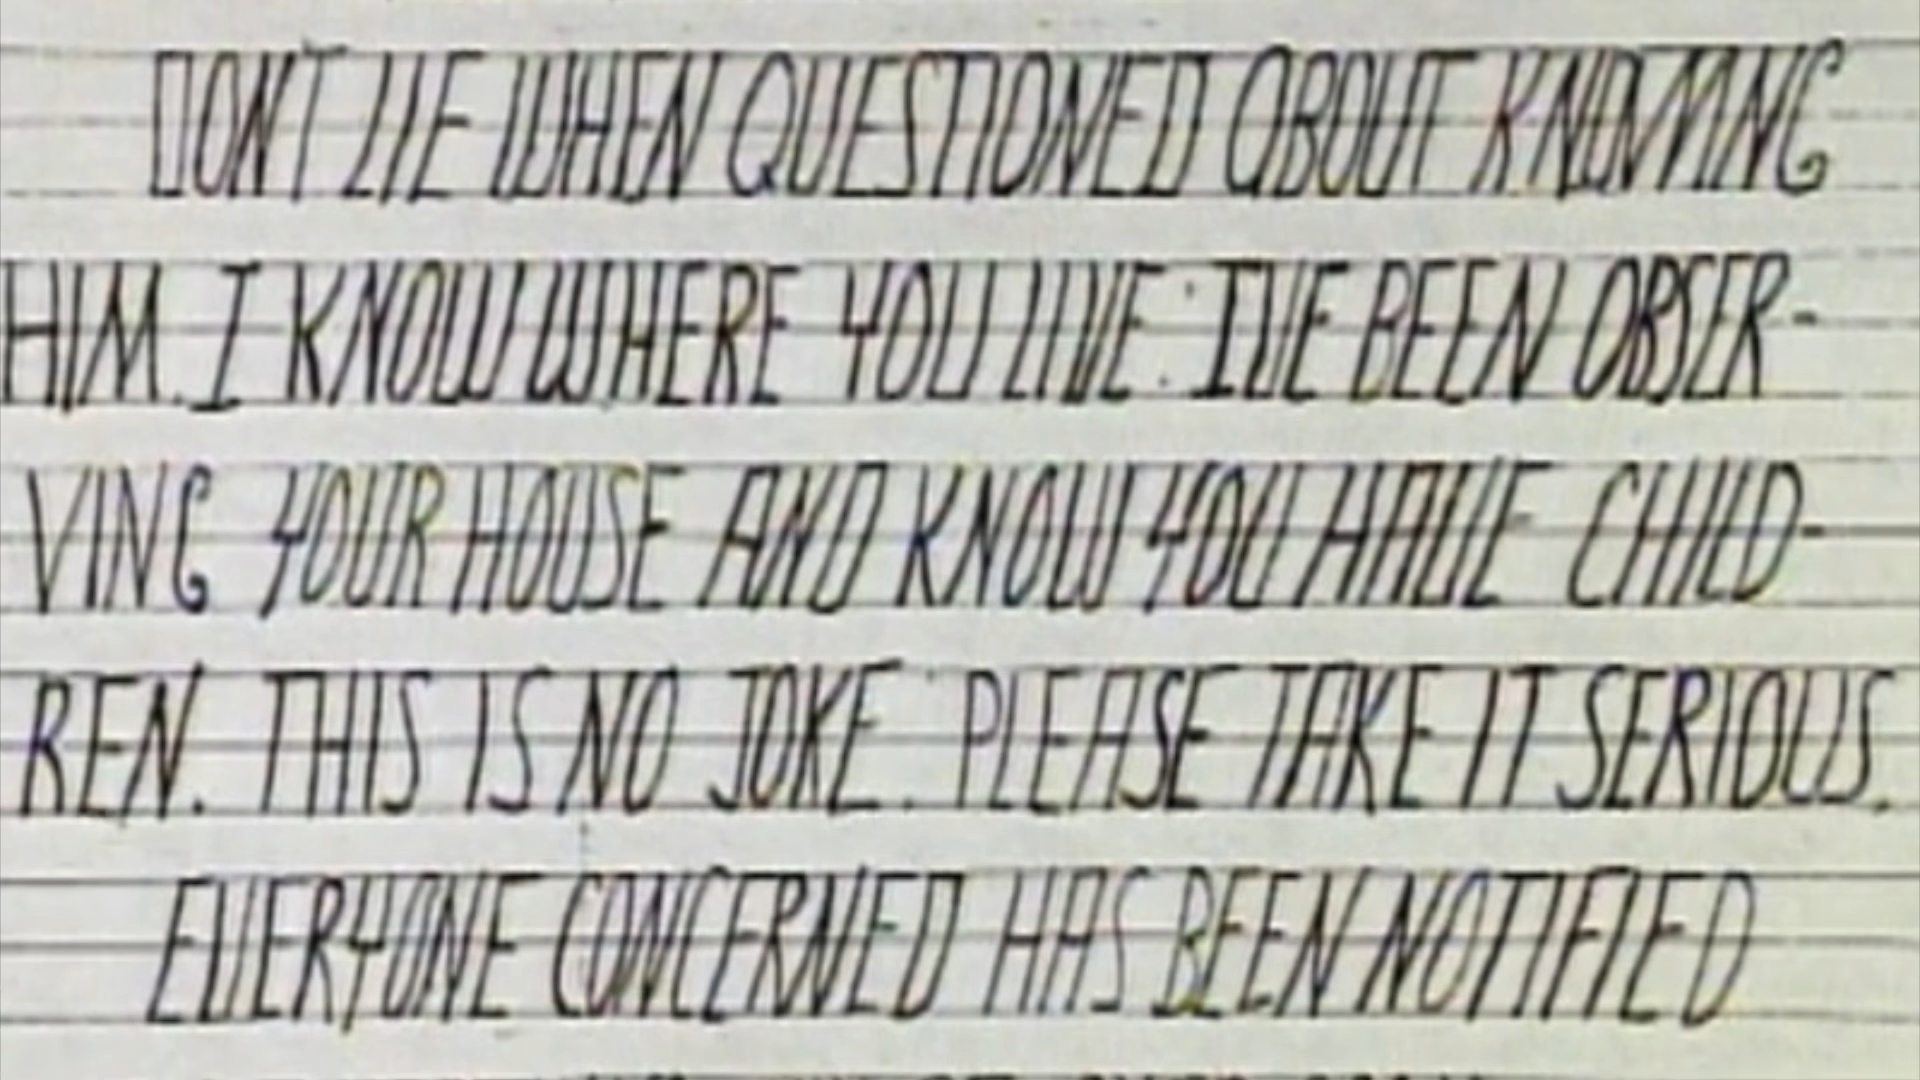 DONT LIE WHEN QUESTIONED ABOUT KNOWING
HIM. I KNOW WHERE YOU LIVE. I'VE BEEN OBSER-
VING YOUR HOUSE AND KNOW YOU HAVE CHILD-
REN. THIS IS NO JOKE. PLEASE TAKE IT SERIOUS.
EVERYONE CONCERNED HAS BEEN NOTIFIED